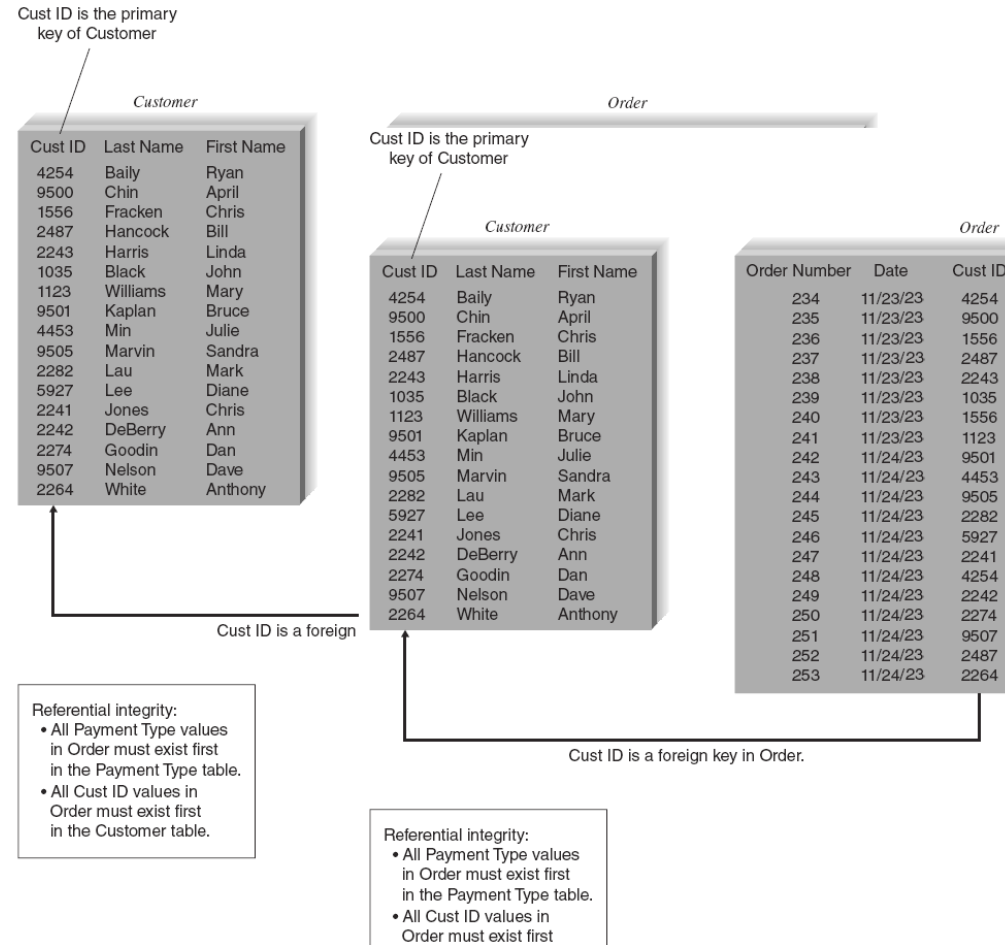 Cust ID is the primary
key of Customer
Customer
Cust ID Last Name First Name
4254 Baily Ryan
9500 Chin April
1556 Fracken Chris
2487 Hancock Bill
2243 Harris Linda
1035 Black John
1123 Williams Mary
9501 Kaplan Bruce
4453 Min Julie
9505 Marvin Sandra
2282 Lau Mark
5927 Lee Diane
2241 Jones Chris
2242 DeBerry Ann
2274 Goodin Dan
9507 Nelson Dave
2264 White Anthony
Cust ID is a foreign
Referential integrity:
• All Payment Type values
in Order must exist first
in the Payment Type table.
• All Cust ID values in
Order must exist first
in the Customer table.
Order
Cust ID is the primary
key of Customer
Customer
Cust ID Last Name First Name
4254 Baily Ryan
9500 Chin April
1556 Fracken Chris
2487 Hancock Bill
2243 Harris Linda
1035 Black John
1123 Williams Mary
9501 Kaplan Bruce
4453 Min Julie
9505 Marvin Sandra
2282 Lau Mark
5927 Lee Diane
2241 Jones Chris
2242 DeBerry Ann
2274 Goodin Dan
9507 Nelson Dave
2264 White Anthony
Order
Order Number Date Cust ID
234 11/23/23 4254
235 11/23/23 9500
236 11/23/23 1556
237 11/23/23 2487
238 11/23/23 2243
239 11/23/23 1035
240 11/23/23 1556
241 11/23/23 1123
242 11/24/23 9501
243 11/24/23 4453
244 11/24/23 9505
245 11/24/23 2282
246 11/24/23 5927
247 11/24/23 2241
248 11/24/23 4254
249 11/24/23 2242
250 11/24/23 2274
251 11/24/23 9507
252 11/24/23 2487
253 11/24/23 2264
Cust ID is a foreign key in Order.
Referential integrity:
• All Payment Type values
in Order must exist first
in the Payment Type table.
• All Cust ID values in
Order must exist first